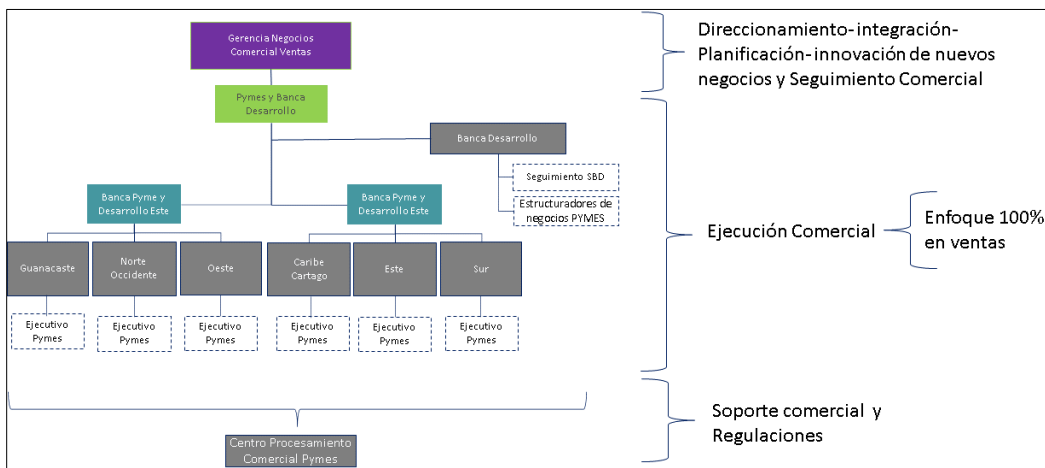 Gerencia Negocios
Comercial Ventas
Direccionamiento-integración-
Planificación-innovación de nuevos
negocios y Seguimiento Comercial
Pymes y Banca
Desarrollo
Banca Desarrollo
Seguimiento SBD
Estructuradores de
negocios PYMES
Banca Pyme y
Desarrollo Este
Banca Pyme y
Desarrollo Este
Ejecución Comercial
Enfoque 100%
en ventas
Guanacaste
Norte
Occidente
Oeste
Caribe
Cartago
Este
Sur
Ejecutivo
Pymes
Ejecutivo
Pymes
Ejecutivo
Pymes
Ejecutivo
Pymes
Ejecutivo
Pymes
Ejecutivo
Pymes
Soporte comercial y
Regulaciones
Centro Procesamiento
Comercial Pymes